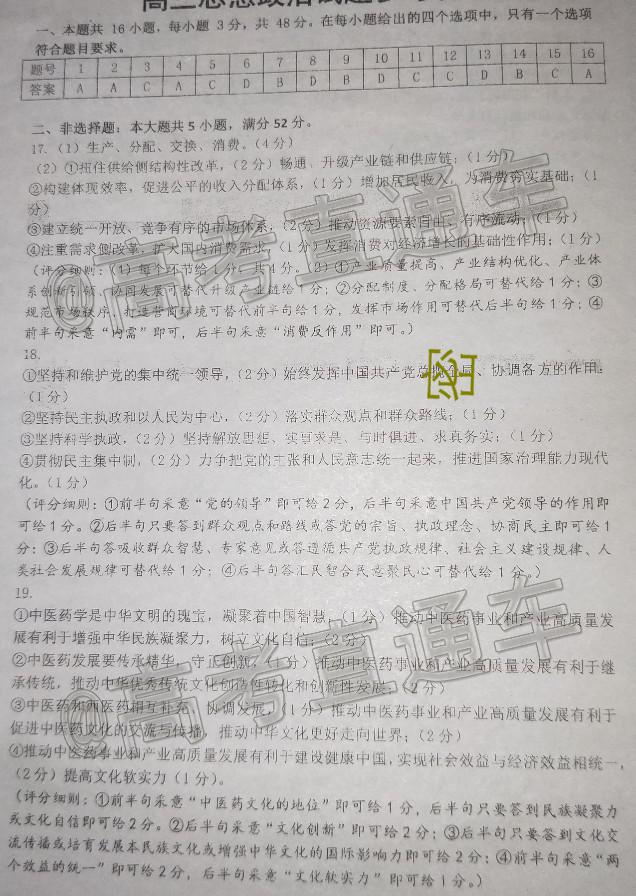 高三思想政治试题参
一、本题共 16 小题，每小题 3 分，共 48 分。在每小题给出的四个选项中，只有一个选项
符合题目要求。
题号 1 2 3 4 5 6 7 8 9 10 11 12 13 14 15 16
答案 A A C A C D B D B D C C D B C A
二、非选择题：本大题共 5 小题，满分 52 分。
17.（1）生产、分配、交换、消费。（4 分）
（2）①扭住供给侧结构性改革，（2 分）畅通、升级产业链和供应链；（1 分）
②构建体现效率，促进公平的收入分配体系，（1 分）增加居民收入，为消费夯实基础；（1
分）
③建立统一开放、竞争有序的市场体系，（2 分）推动资源要素自由、有序流动；（1 分）
④注重需求侧改革，扩大国内消费需求，（1 分）发挥消费对经济增长的基础性作用；（1 分）
（评分细则：（1）每个环节给 1 分，共 4 分。（2）①产业质量提高、产业结构优化、产业体
系创新引领、协同发展可替代升级产业链给 1 分；②分配制度、分配格局可替代给 1 分；③
规范市场秩序、打造营商环境可替代前半句给 1 分，发挥市场作用可替代后半句给 1 分；④
前半句采意“内需”即可，后半句采意“消费反作用”即可。）
18.
①坚持和维护党的集中统一领导，（2 分）始终发挥中国共产党总揽全局、协调各方的作用；
（1 分）
②坚持民主执政和以人民为中心，（2 分）落实群众观点和群众路线；（1 分）
③坚持科学执政，（2 分）坚持解放思想、实事求是、与时俱进、求真务实；（1 分）
④贯彻民主集中制，（2 分）力争把党的主张和人民意志统一起来，推进国家治理能力现代
化。（1 分）
（评分细则：①前半句采意“党的领导”即可给 2 分，后半句采意中国共产党领导的作用即
可给 1 分。②后半句只要答到群众观点和路线或答党的宗旨、执政理念、协商民主即可给 1
分；③后半句答吸收群众智慧、专家意见或答遵循共产党执政规律、社会主义建设规律、人
类社会发展规律可替代给 1 分；④后半句答汇民智合民意聚民心可替代给 1 分。）
19.
①中医药学是中华文明的瑰宝，凝聚着中国智慧；（1 分）推动中医药事业和产业高质量发
展有利于增强中华民族凝聚力，树立文化自信；（2 分）
②中医药发展要传承精华，守正创新，（1 分）推动中医药事业和产业高质量发展有利于继
承传统，推动中华优秀传统文化创造性转化和创新性发展；（2 分）
③中医药和西医药相互补充、协调发展，（1 分）推动中医药事业和产业高质量发展有利于
促进中医药文化的交流与传播，推动中华文化更好走向世界；（2 分）
④推动中医药事业和产业高质量发展有利于建设健康中国，实现社会效益与经济效益相统一，
（2 分）提高文化软实力（1 分）。
（评分细则：①前半句采意“中医药文化的地位”即可给 1 分，后半句只要答到民族凝聚力
或文化自信即可给 2 分。②后半句采意“文化创新”即可给 2 分；③后半句只要答到文化交
流传播或培育发展本民族文化或增强中华文化的国际影响力即可给 2 分；④前半句采意“两
个效益的统一”即可给 2 分，后半句采意“文化软实力”即可给 1 分。）
@高考直通车
@高考直通车
密